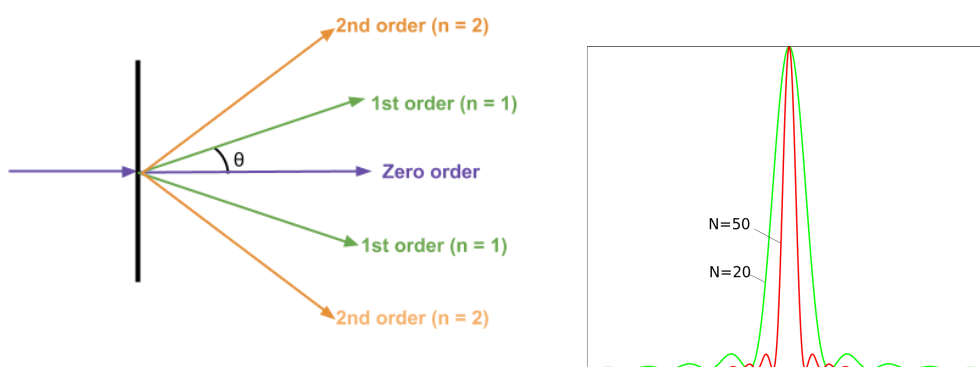 2nd order (n = 2)
1st order (n = 1)
θ
Zero order
1st order (n = 1)
2nd order (n = 2)
N=50
N=20